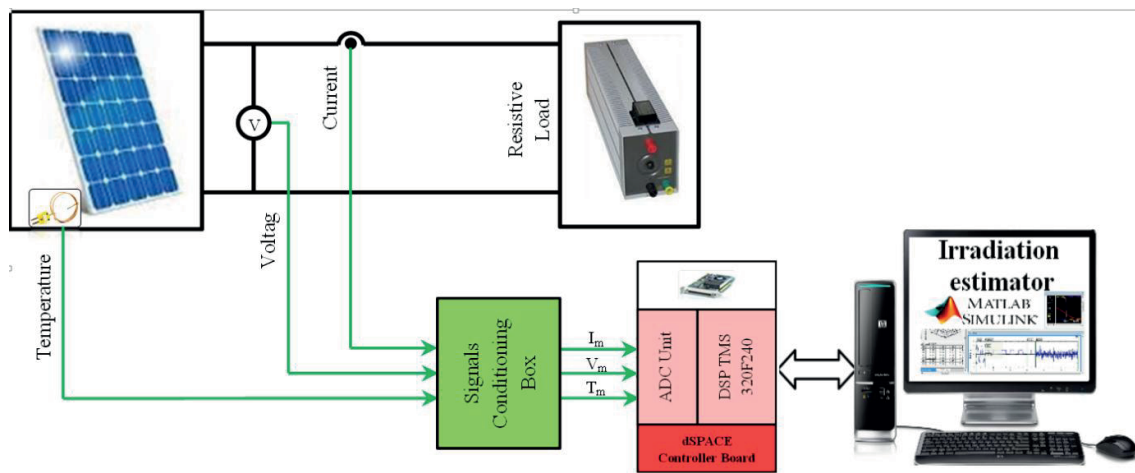 V
Current
Resistive
Load
Voltag
Temperature
Signals
Conditioning
Box
Im
Vm
Tm
ADC Unit
DSP TMS
320F240
dSPACE
Controller Board
Irradiation
estimator
MATLAB
SIMULINK